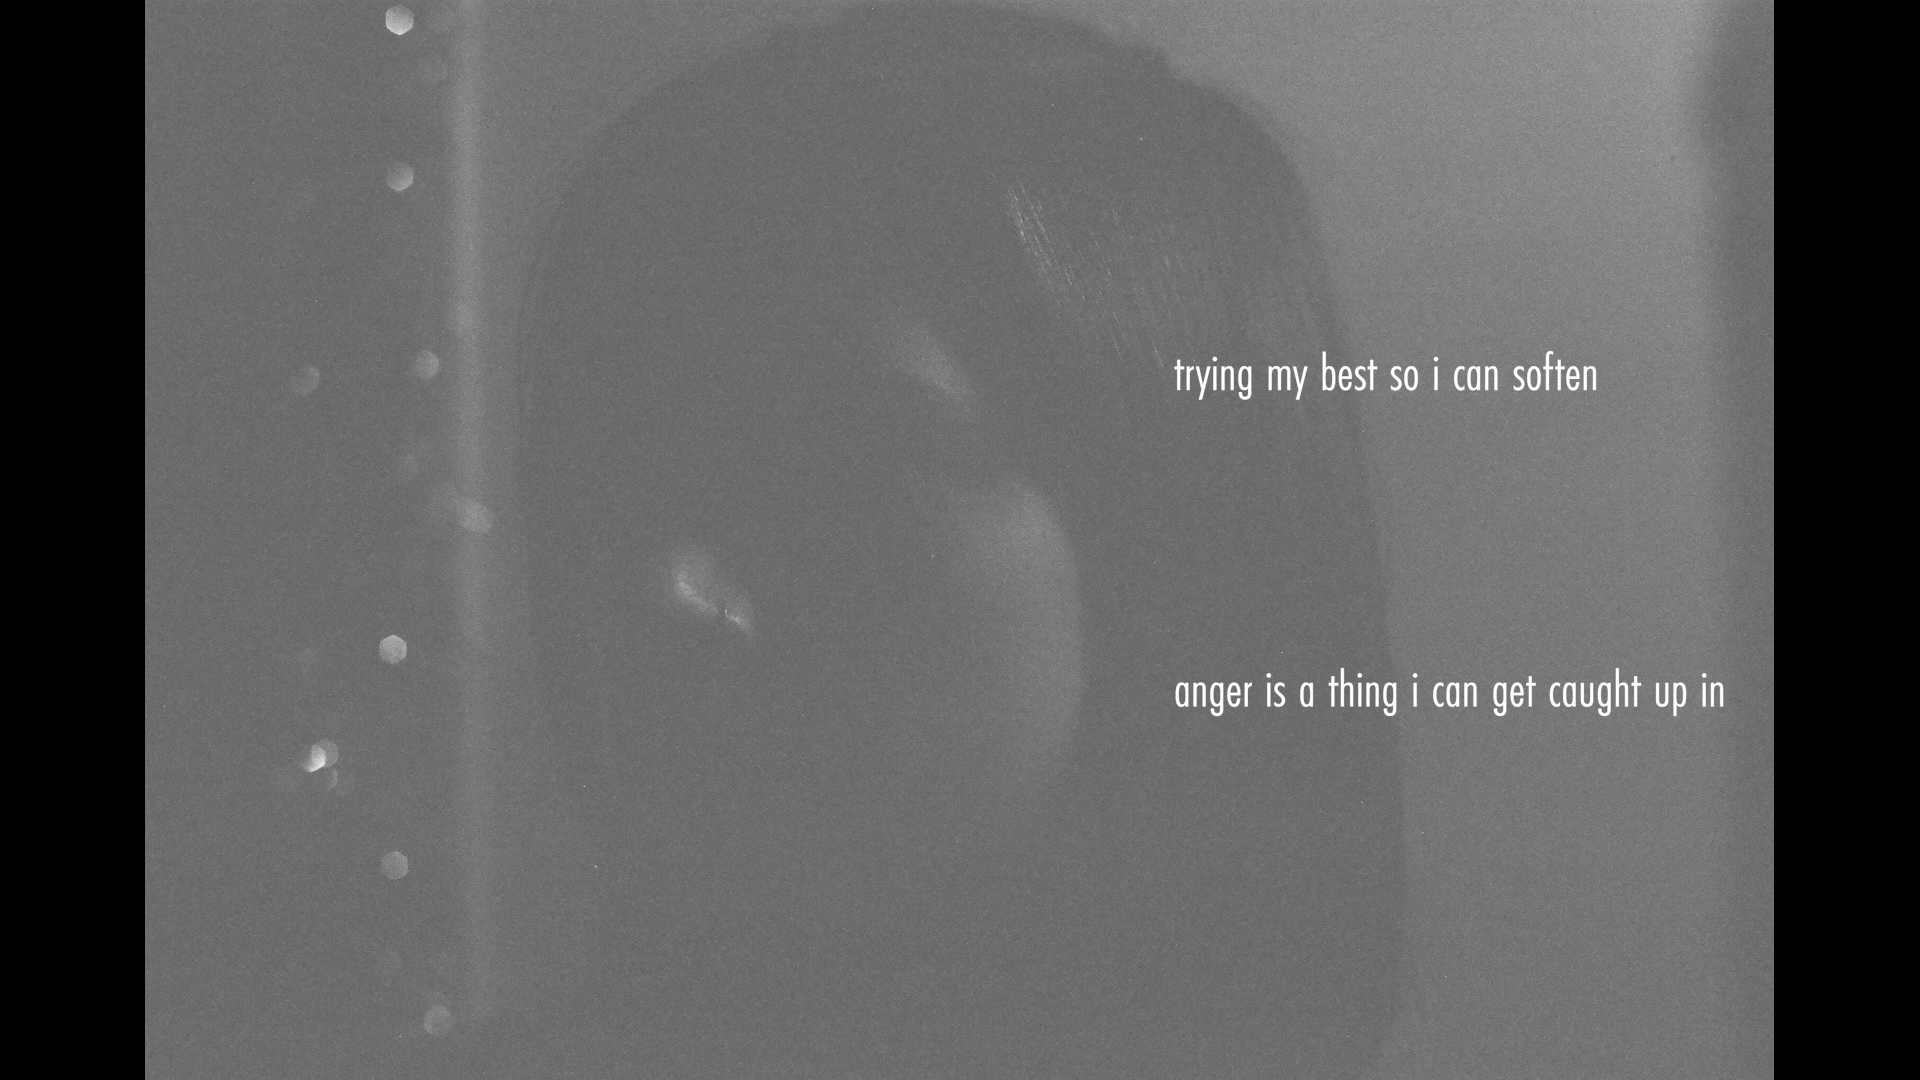 trying my best so i can soften
anger is a thing i can get caught up in